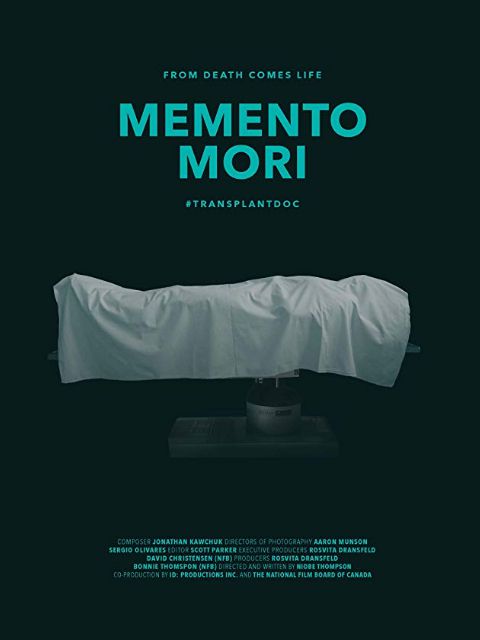 FROM DEATH COMES LIFE
MEMENTO
MORI
#TRANSPLANTDOC
COMPOSER JONATHAN KAWCHUK DIRECTORS OF PHOTOGRAPHY AARON MUNSON
SERGIO OLIVARES EDITOR SCOTT PARKER EXECUTIVE PRODUCERS ROSVITA DRANSFELD
DAVID CHRISTENSEN (NFB) PRODUCERS ROSVITA DRANSFELD
BONNIE THOMSPON (NFB) DIRECTED AND WRITTEN BY NIOBE THOMPSON
CO-PRODUCTION BY ID: PRODUCTIONS INC. AND THE NATIONAL FILM BOARD OF CANADA